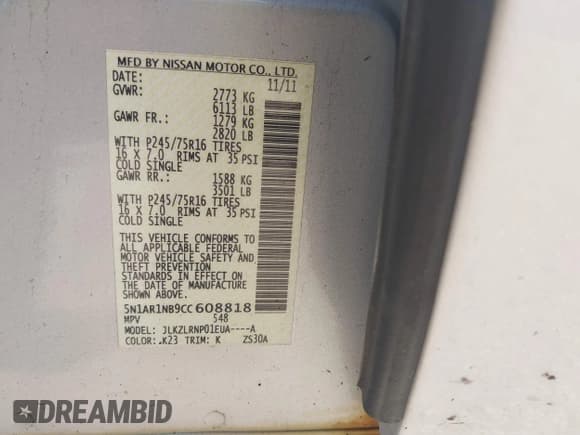 MFD BY NISSAN MOTOR CO., LTD.
DATE: 11/11
GVWR: 2773 KG
6113 LB
GAWR FR.: 1279 KG
2820 LB
WITH P245/75R16 TIRES
16 X 7.0 RIMS AT 35 PSI
COLD SINGLE
GAWR RR.: 1588 KG
3501 LB
WITH P245/75R16 TIRES
16 X 7.0 RIMS AT 35 PSI
COLD SINGLE
THIS VEHICLE CONFORMS TO
ALL APPLICABLE FEDERAL
MOTOR VEHICLE SAFETY AND
THEFT PREVENTION
STANDARDS IN EFFECT ON
THE DATE OF MANUFACTURE
SHOWN ABOVE.
5N1AR1NB9CC608818
MPV 548
MODEL: JLKZLRNP01EUA----A
COLOR: .K23 TRIM: K ZS30A
DREAMBID